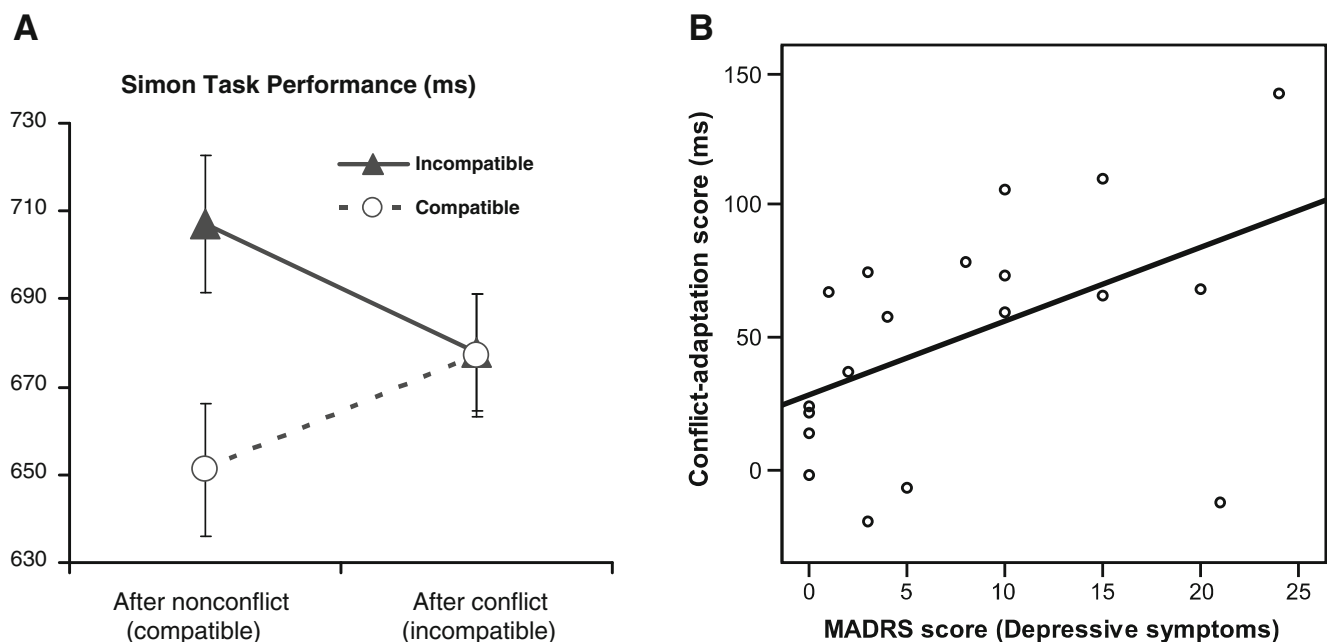 A
Simon Task Performance (ms)
730
710
690
670
650
630
Incompatible
Compatible
After nonconflict
(compatible)
After conflict
(incompatible)
B
Conflict-adaptation score (ms)
150
100
50
0
0
5
10
15
20
25
MADRS score (Depressive symptoms)